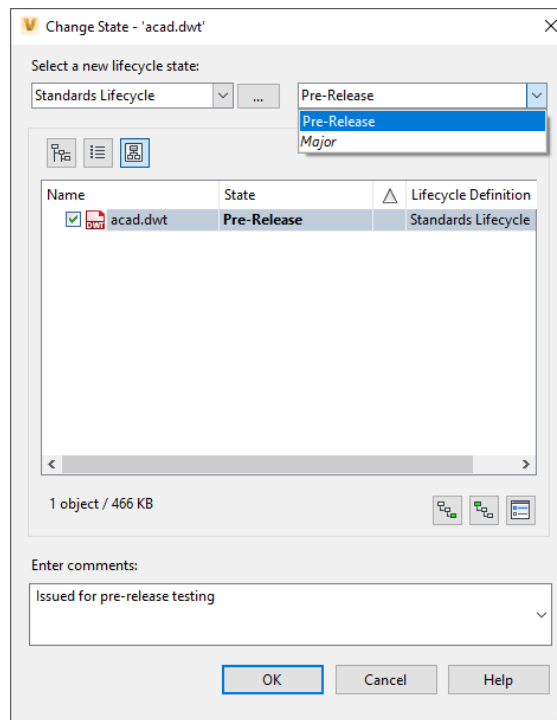 Change State - 'acad.dwt'
Select a new lifecycle state:
Standards Lifecycle ... Pre-Release
Pre-Release
Major
Name State Lifecycle Definition
DWT acad.dwt Pre-Release Standards Lifecycle
1 object / 466 KB
Enter comments:
Issued for pre-release testing
OK Cancel Help